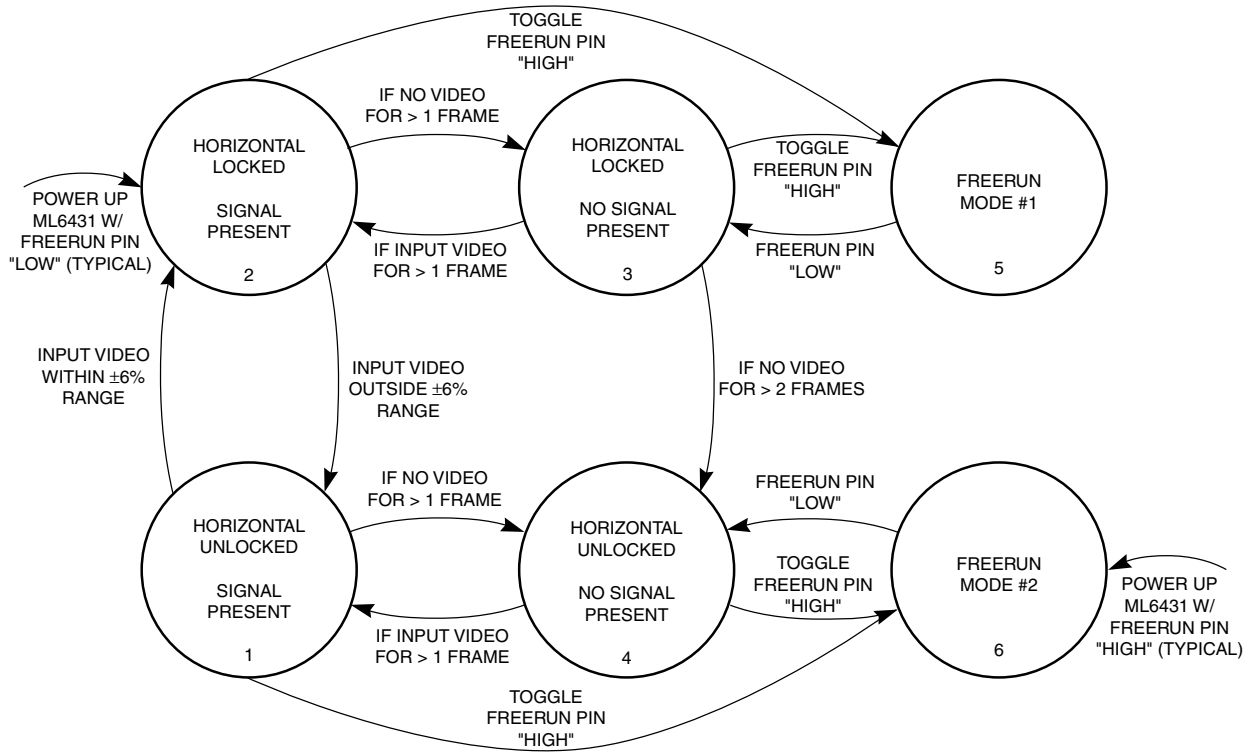 TOGGLE
FREERUN PIN
"HIGH"
IF NO VIDEO
FOR > 1 FRAME
HORIZONTAL
LOCKED
SIGNAL
PRESENT
2
HORIZONTAL
LOCKED
NO SIGNAL
PRESENT
3
TOGGLE
FREERUN PIN
"HIGH"
FREERUN
MODE #1
5
POWER UP
ML6431 W/
FREERUN PIN
"LOW" (TYPICAL)
IF INPUT VIDEO
FOR > 1 FRAME
FREERUN PIN
"LOW"
INPUT VIDEO
WITHIN ±6%
RANGE
INPUT VIDEO
OUTSIDE ±6%
RANGE
IF NO VIDEO
FOR > 2 FRAMES
IF NO VIDEO
FOR > 1 FRAME
FREERUN PIN
"LOW"
HORIZONTAL
UNLOCKED
SIGNAL
PRESENT
1
HORIZONTAL
UNLOCKED
NO SIGNAL
PRESENT
4
TOGGLE
FREERUN PIN
"HIGH"
FREERUN
MODE #2
6
POWER UP
ML6431 W/
FREERUN PIN
"HIGH" (TYPICAL)
IF INPUT VIDEO
FOR > 1 FRAME
TOGGLE
FREERUN PIN
"HIGH"